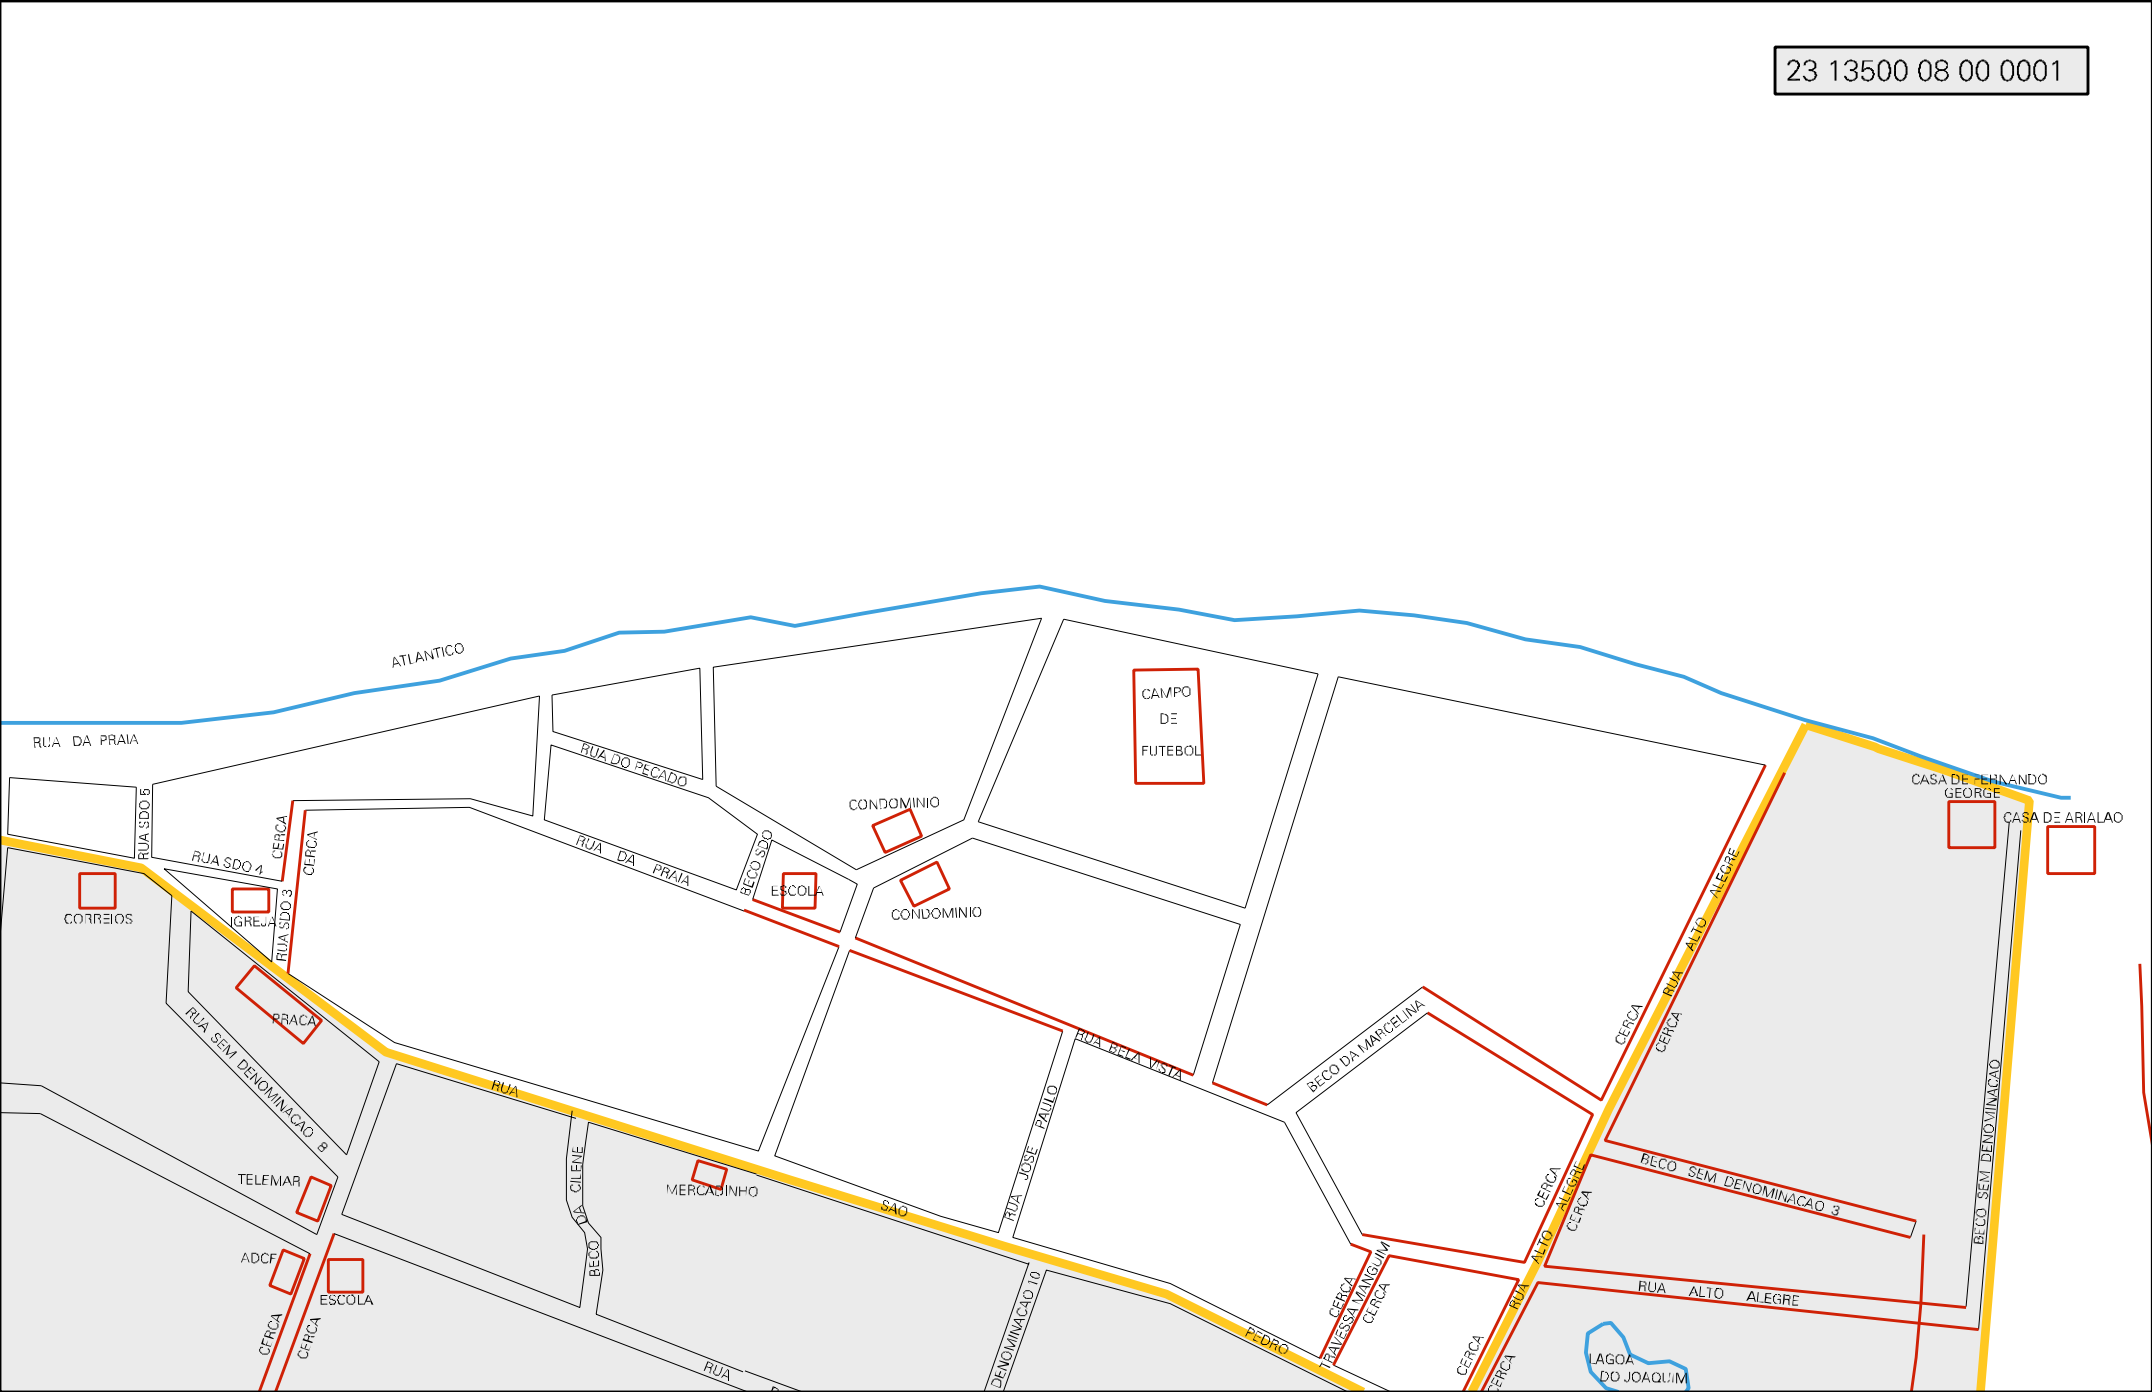 23 13500 08 00 0001
ATLANTICO
RUA DA PRAIA
CAMPO
DE
FUTEBOL
RUA DO PECADO
CONDOMINIO
CASA DE FERNANDO
GEORGE
CASA DE ARIALAO
RUA SDO 5
CERCA
CERCA
RUA SDO 4
RUA DA PRAIA
BECO SDO
ESCOLA
CONDOMINIO
CORREIOS
IGREJA
RUA SDO 3
PRACA
RUA SEM DENOMINACAO 8
RUA ALTO ALEGRE
CERCA
CERCA
BECO DA MARCELINA
RUA BELA VISTA
RUA JOSE PAULO
RUA SAO PEDRO
BECO DA CILENE
MERCADINHO
TELEMAR
ADCF
ESCOLA
CERCA
CERCA
RUA
DENOMINACAO 10
CERCA
TRAVESSA MANGUIM
CERCA
CERCA
RUA ALTO ALEGRE
CERCA
CERCA
CERCA
BECO SEM DENOMINACAO 3
BECO SEM DENOMINACAO
RUA ALTO ALEGRE
LAGOA
DO JOAQUIM